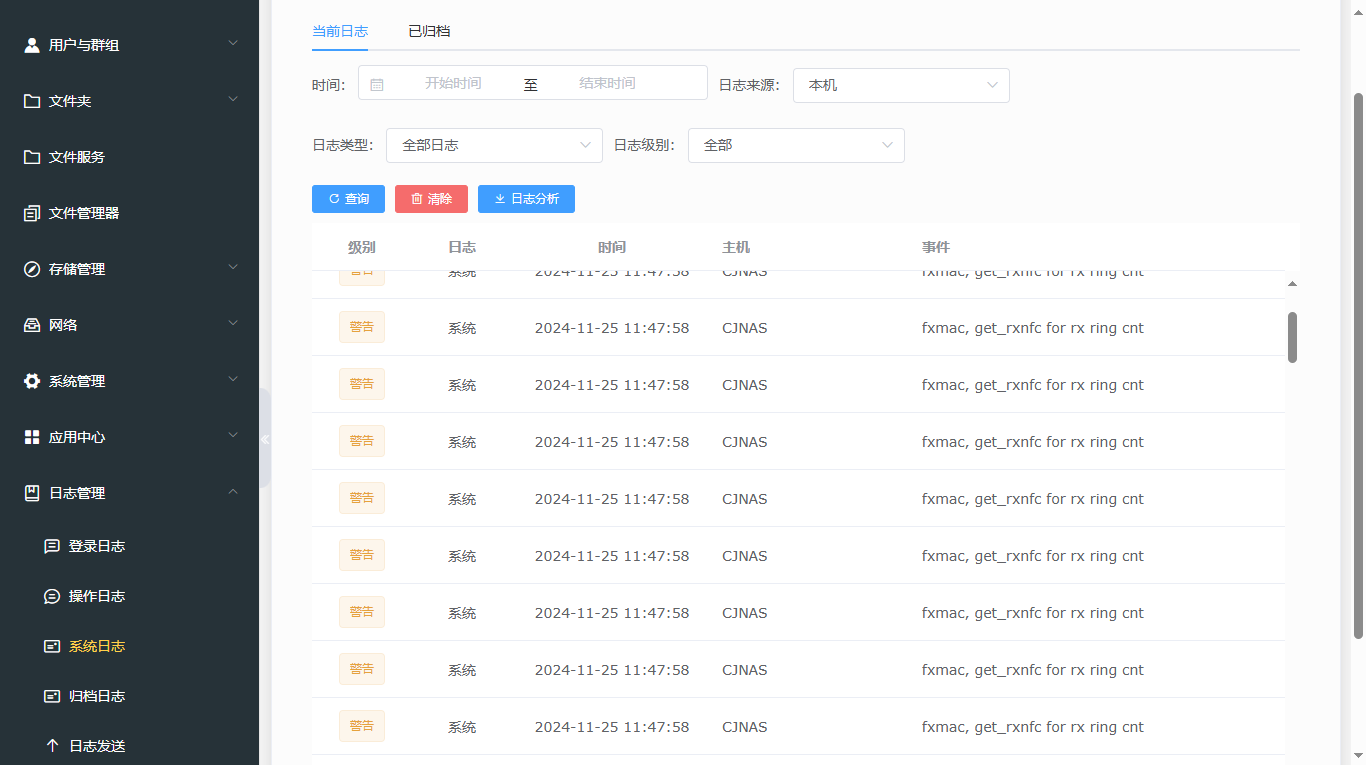 用户与群组
文件夹
文件服务
文件管理器
存储管理
网络
系统管理
应用中心
日志管理
登录日志
操作日志
系统日志
归档日志
日志发送
当前日志 已归档
时间: 开始时间 至 结束时间 日志来源: 本机
日志类型: 全部日志 日志级别: 全部
查询 清除 日志分析
级别 日志 时间 主机 事件
警告 系统 2024-11-25 11:47:58 CJNAS fxmac, get_rxnfc for rx ring cnt
警告 系统 2024-11-25 11:47:58 CJNAS fxmac, get_rxnfc for rx ring cnt
警告 系统 2024-11-25 11:47:58 CJNAS fxmac, get_rxnfc for rx ring cnt
警告 系统 2024-11-25 11:47:58 CJNAS fxmac, get_rxnfc for rx ring cnt
警告 系统 2024-11-25 11:47:58 CJNAS fxmac, get_rxnfc for rx ring cnt
警告 系统 2024-11-25 11:47:58 CJNAS fxmac, get_rxnfc for rx ring cnt
警告 系统 2024-11-25 11:47:58 CJNAS fxmac, get_rxnfc for rx ring cnt
警告 系统 2024-11-25 11:47:58 CJNAS fxmac, get_rxnfc for rx ring cnt
警告 系统 2024-11-25 11:47:58 CJNAS fxmac, get_rxnfc for rx ring cnt